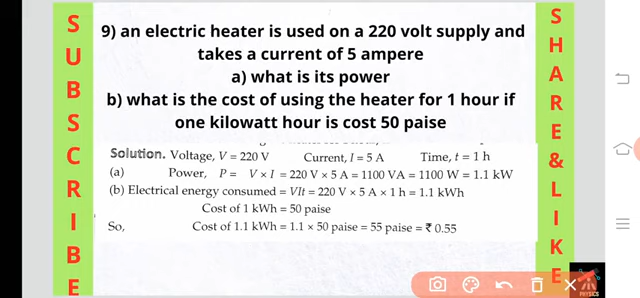 SUBSCRIBE
9) an electric heater is used on a 220 volt supply and
takes a current of 5 ampere
a) what is its power
b) what is the cost of using the heater for 1 hour if
one kilowatt hour is cost 50 paise
Solution. Voltage, V = 220 V Current, I = 5 A Time, t = 1 h
(a) Power, P = V × I = 220 V × 5 A = 1100 VA = 1100 W = 1.1 kW
(b) Electrical energy consumed = VIt = 220 V × 5 A × 1 h = 1.1 kWh
Cost of 1 kWh = 50 paise
So, Cost of 1.1 kWh = 1.1 × 50 paise = 55 paise = ₹ 0.55
SHARE & LIKE
PHYSICS